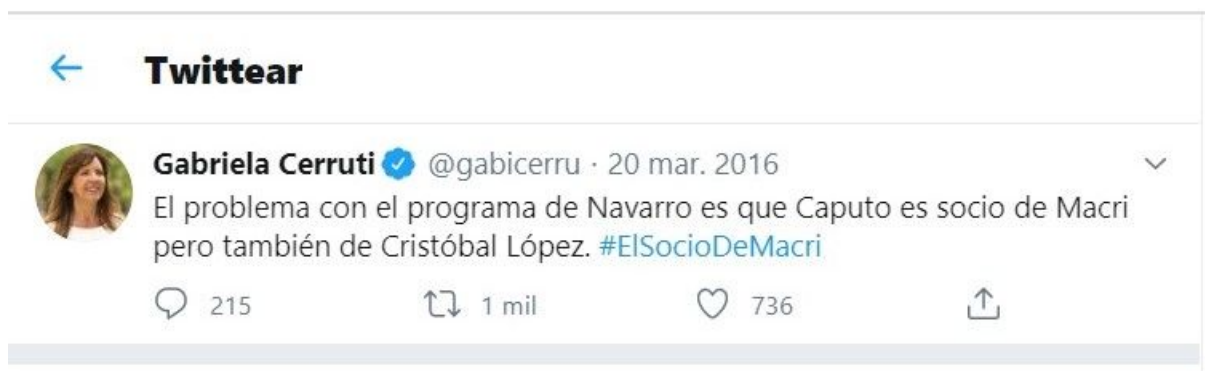 Twittear
Gabriela Cerruti @gabicerru · 20 mar. 2016
El problema con el programa de Navarro es que Caputo es socio de Macri
pero también de Cristóbal López. #ElSocioDeMacri
215 1 mil 736